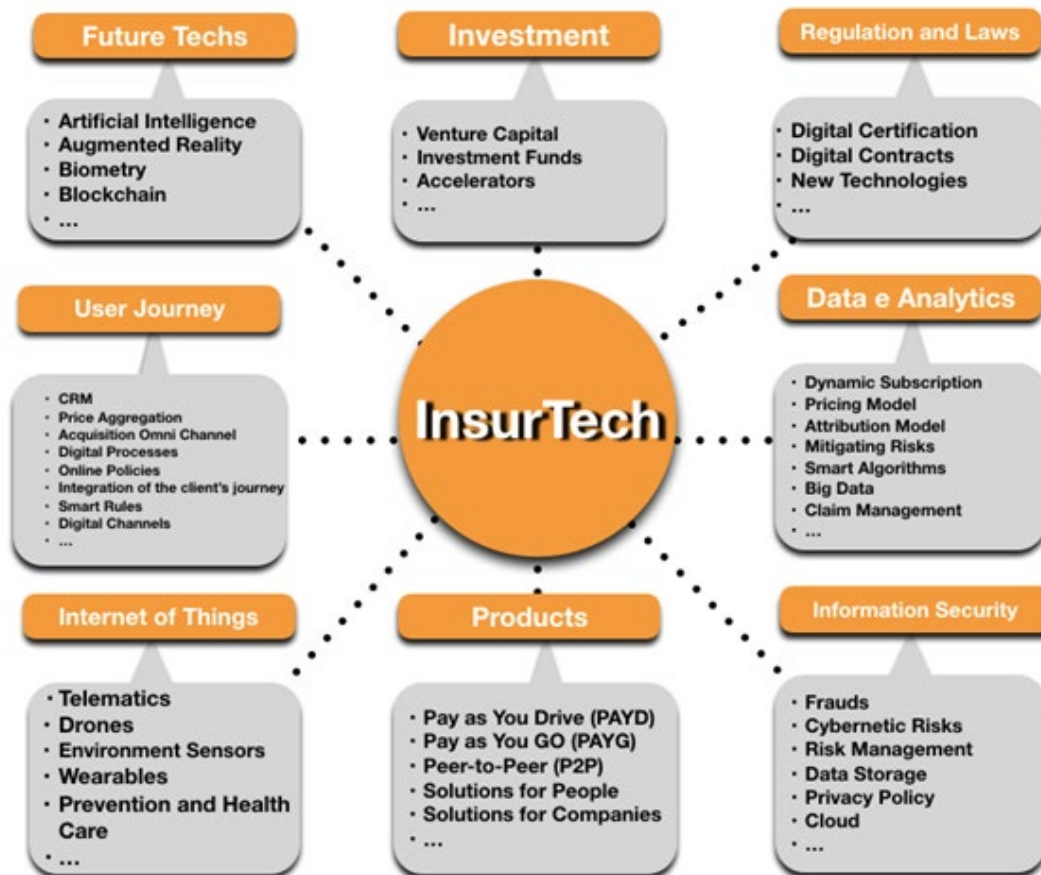 Future Techs
• Artificial Intelligence
• Augmented Reality
• Biometry
• Blockchain
• ...
Investment
• Venture Capital
• Investment Funds
• Accelerators
• ...
Regulation and Laws
• Digital Certification
• Digital Contracts
• New Technologies
• ...
User Journey
• CRM
• Price Aggregation
• Acquisition Omni Channel
• Digital Processes
• Online Policies
• Integration of the client's journey
• Smart Rules
• Digital Channels
• ...
InsurTech
Data e Analytics
• Dynamic Subscription
• Pricing Model
• Attribution Model
• Mitigating Risks
• Smart Algorithms
• Big Data
• Claim Management
• ...
Internet of Things
• Telematics
• Drones
• Environment Sensors
• Wearables
• Prevention and Health
Care
• ...
Products
• Pay as You Drive (PAYD)
• Pay as You GO (PAYG)
• Peer-to-Peer (P2P)
• Solutions for People
• Solutions for Companies
• ...
Information Security
• Frauds
• Cybernetic Risks
• Risk Management
• Data Storage
• Privacy Policy
• Cloud
• ...